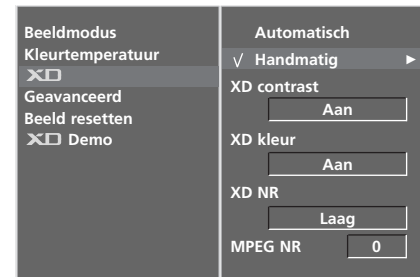 Beeldmodus
Kleurtemperatuur
XD
Geavanceerd
Beeld resetten
XD Demo
Automatisch
√ Handmatig ►
XD contrast
Aan
XD kleur
Aan
XD NR
Laag
MPEG NR 0